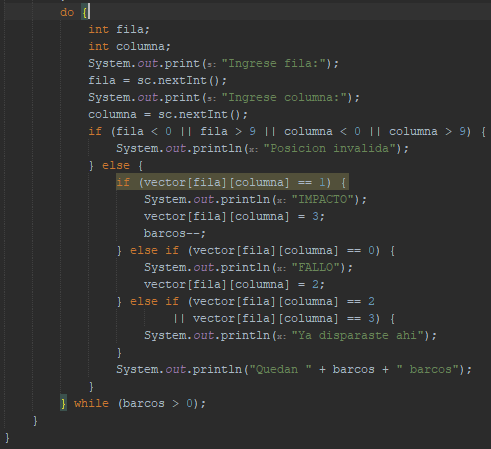 do {
int fila;
int columna;
System.out.print( s: "Ingrese fila:");
fila = sc.nextInt();
System.out.print( s: "Ingrese columna:");
columna = sc.nextInt();
if (fila < 0 || fila > 9 || columna < 0 || columna > 9) {
System.out.println( x: "Posicion invalida");
} else {
if (vector[fila][columna] == 1) {
System.out.println( x: "IMPACTO");
vector[fila][columna] = 3;
barcos--;
} else if (vector[fila][columna] == 0) {
System.out.println( x: "FALLO");
vector[fila][columna] = 2;
} else if (vector[fila][columna] == 2
|| vector[fila][columna] == 3) {
System.out.println( x: "Ya disparaste ahi");
}
System.out.println("Quedan " + barcos + " barcos");
}
} while (barcos > 0);
}
}